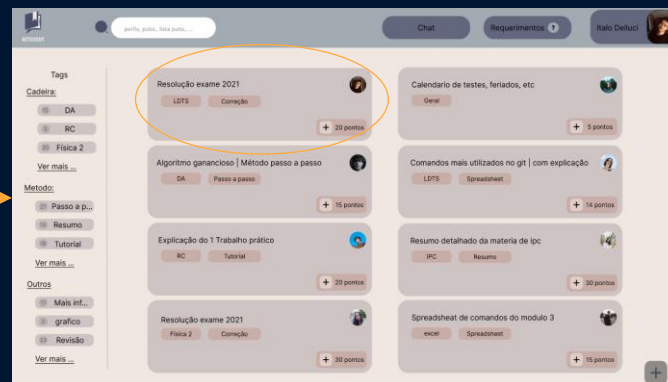 perfis, pubs., lista pubs., ...
Chat
Requerimentos ?
Italo Delluci
Tags
Cadeira:
DA
RC
Física 2
Ver mais ...
Metodo:
Passo a p...
Resumo
Tutorial
Ver mais ...
Outros
Mais inf...
grafico
Revisão
Ver mais ...
Resolução exame 2021
LDTS
Correção
+ 20 pontos
Calendario de testes, feriados, etc
Geral
+ 5 pontos
Algoritmo ganancioso | Método passo a passo
DA
Passo a passo
+ 15 pontos
Comandos mais utilizados no git | com explicação
LDTS
Spreadsheet
+ 14 pontos
Explicação do 1 Trabalho prático
RC
Tutorial
+ 20 pontos
Resumo detalhado da materia de ipc
IPC
Resumo
+ 30 pontos
Resolução exame 2021
Física 2
Correção
+ 30 pontos
Spreadsheat de comandos do modulo 3
excel
Spreadsheet
+ 15 pontos
+